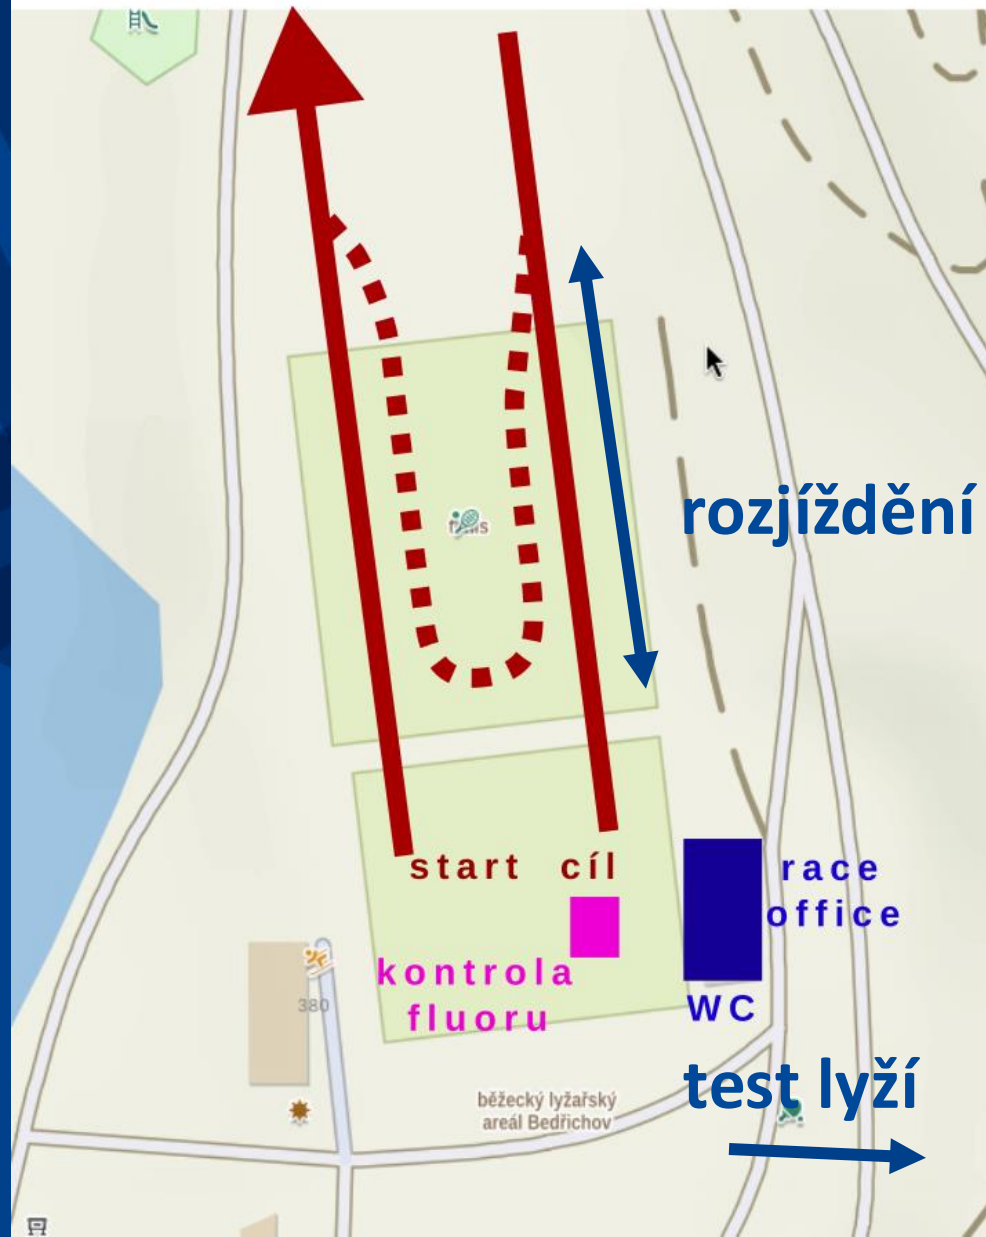 rozjíždění
start cíl
race
office
kontrola
fluoru
380
WC
test lyží
běžecký lyžařský
areál Bedřichov